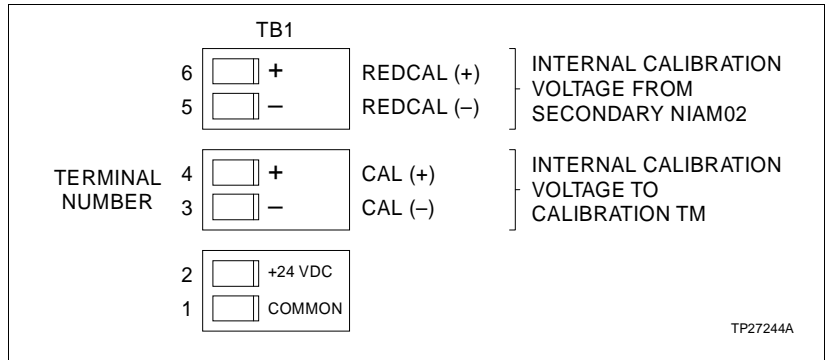 TB1
6 + REDCAL (+)
5 – REDCAL (–)
INTERNAL CALIBRATION
VOLTAGE FROM
SECONDARY NIAM02
TERMINAL
NUMBER
4 + CAL (+)
3 – CAL (–)
INTERNAL CALIBRATION
VOLTAGE TO
CALIBRATION TM
2 +24 VDC
1 COMMON
TP27244A